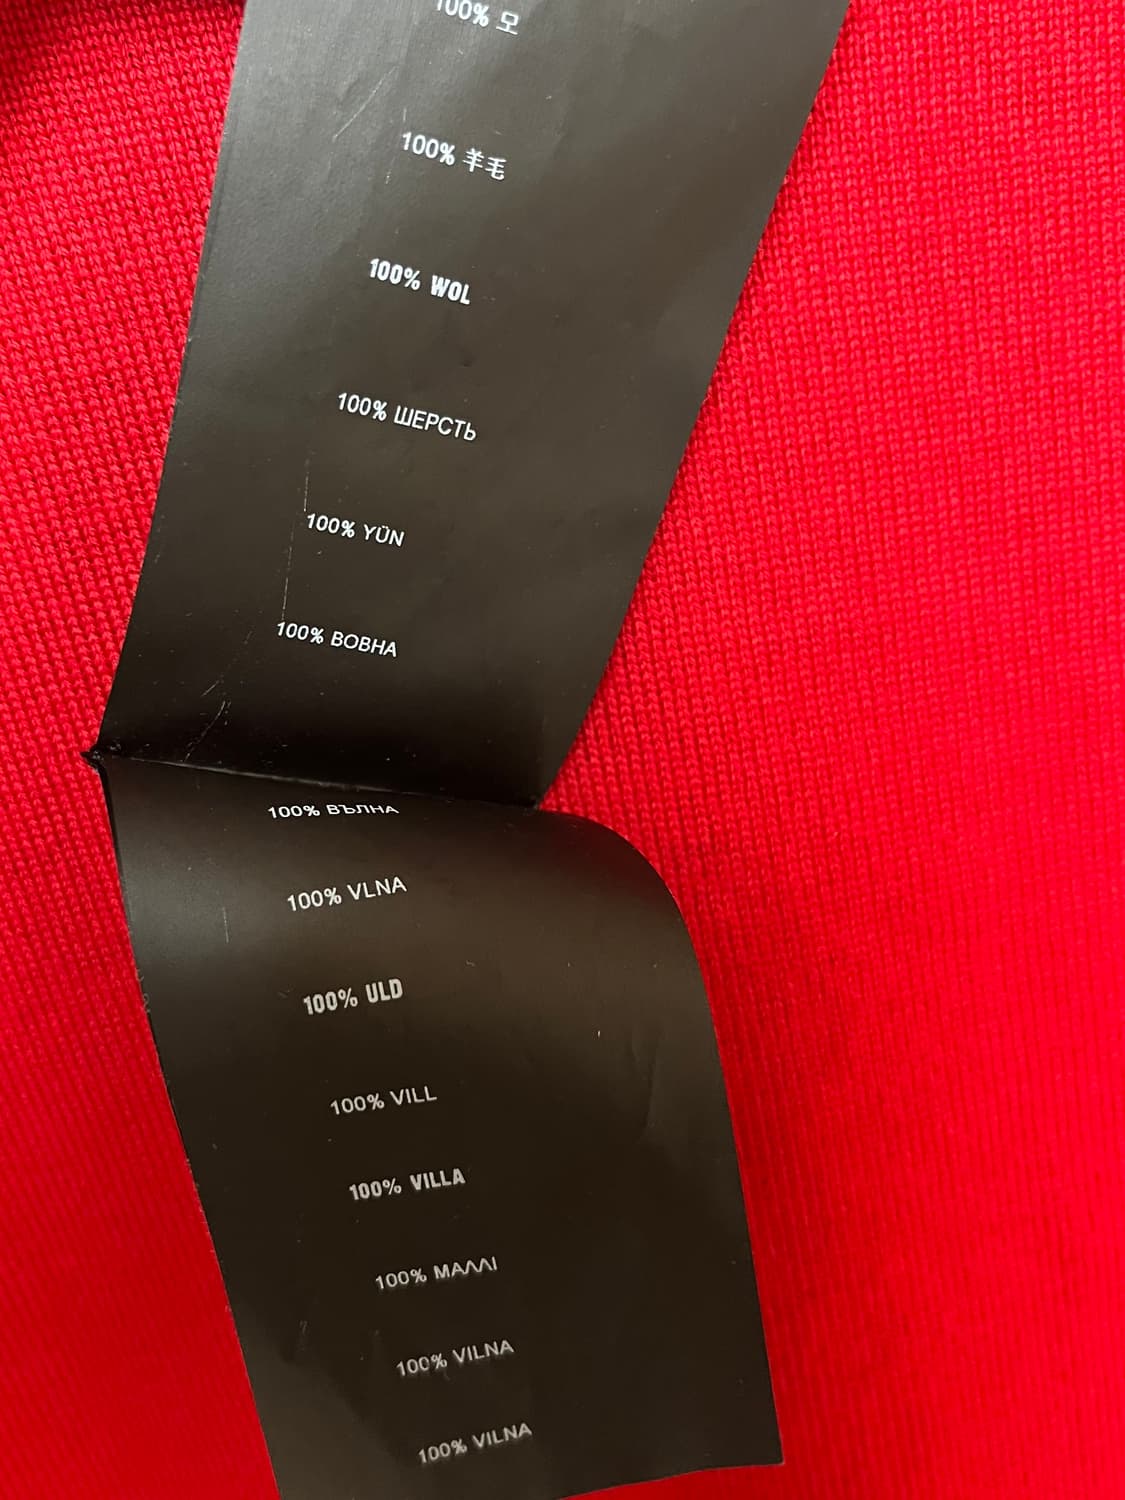 100% 모
100% 羊毛
100% WOL
100% ШЕРСТЬ
100% YÜN
100% ВОВНА
100% ВЪЛНА
100% VLNA
100% ULD
100% VILL
100% VILLA
100% ΜΑΛΛΙ
100% VILNA
100% VILNA